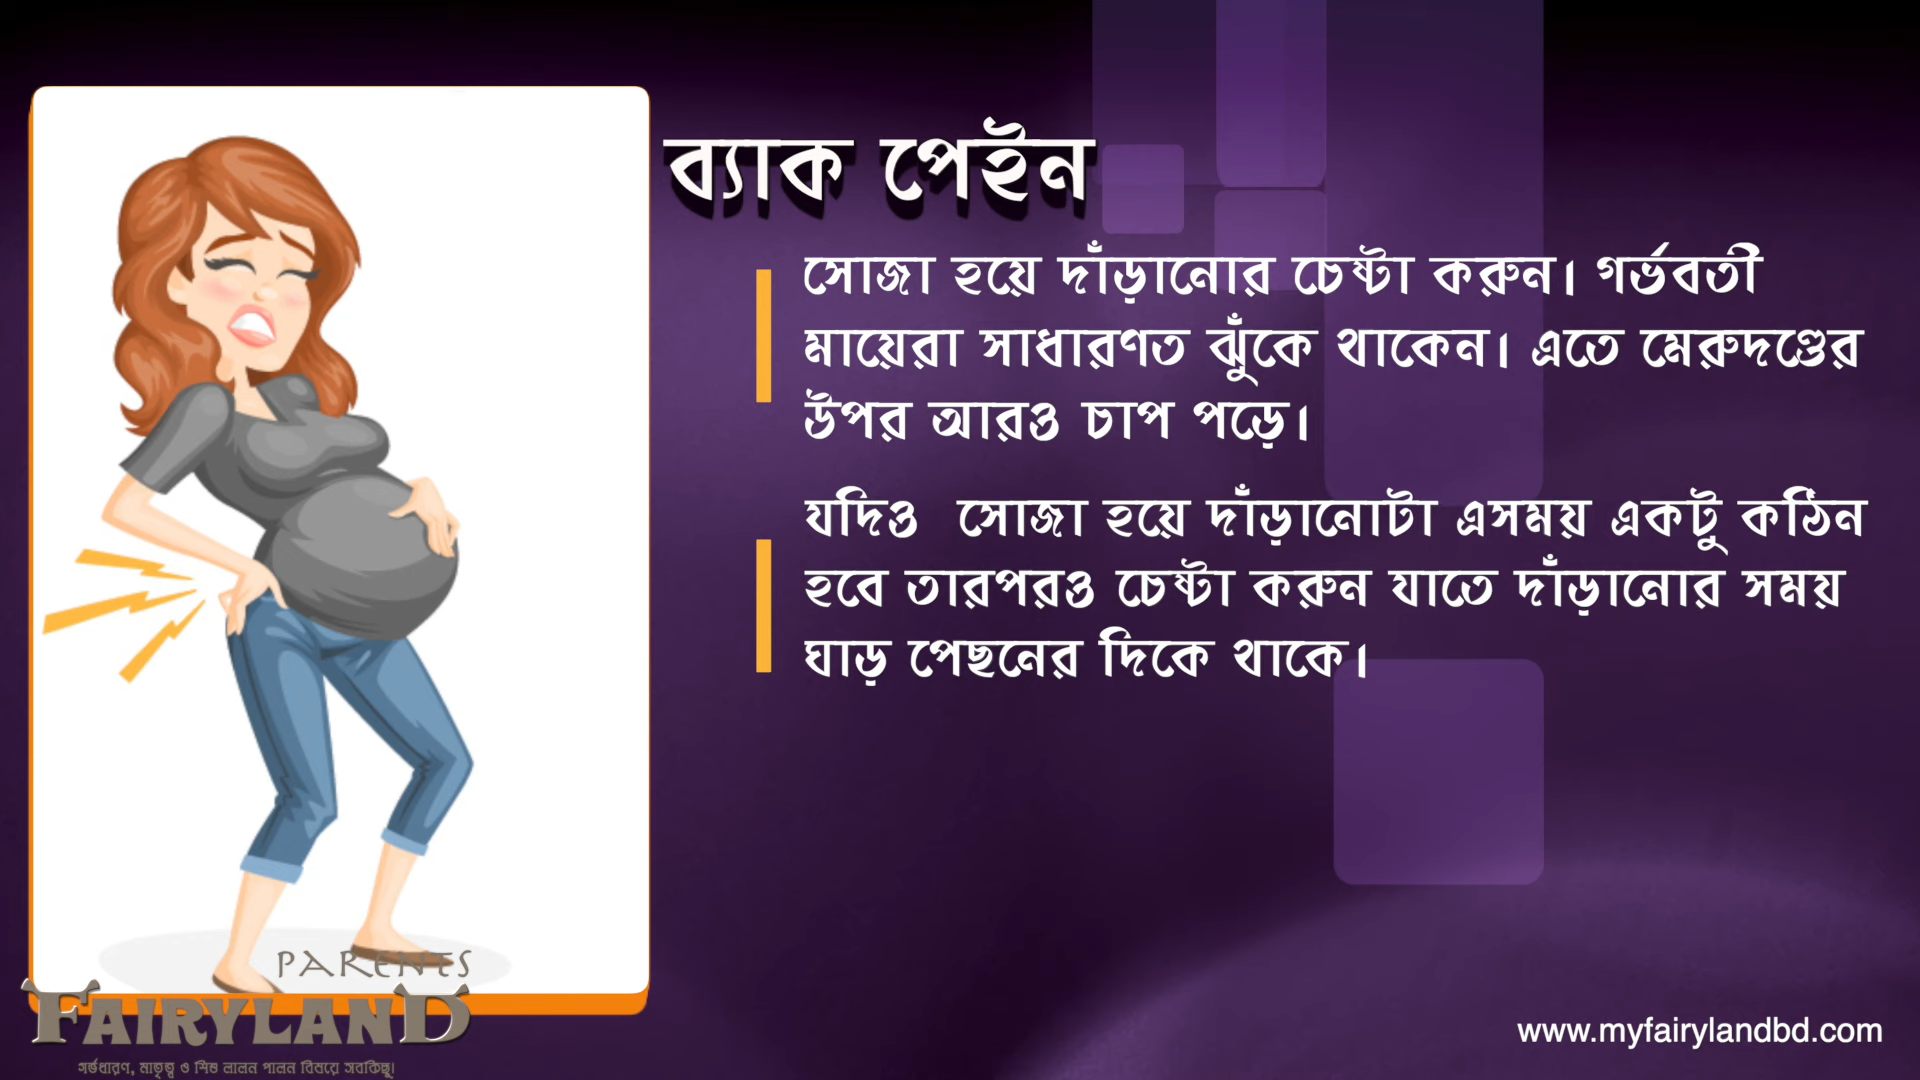 ব্যাক পেইন
সোজা হয়ে দাঁড়ানোর চেষ্টা করুন। গর্ভবতী
মায়েরা সাধারণত ঝুঁকে থাকেন। এতে মেরুদণ্ডের
উপর আরও চাপ পড়ে।
যদিও সোজা হয়ে দাঁড়ানোটা এসময় একটু কঠিন
হবে তারপরও চেষ্টা করুন যাতে দাঁড়ানোর সময়
ঘাড় পেছনের দিকে থাকে।
PARENTS
FAIRYLAND
গর্ভধারণ, মাতৃত্ব ও শিশু লালন পালন বিষয়ে সবকিছু।
www.myfairylandbd.com